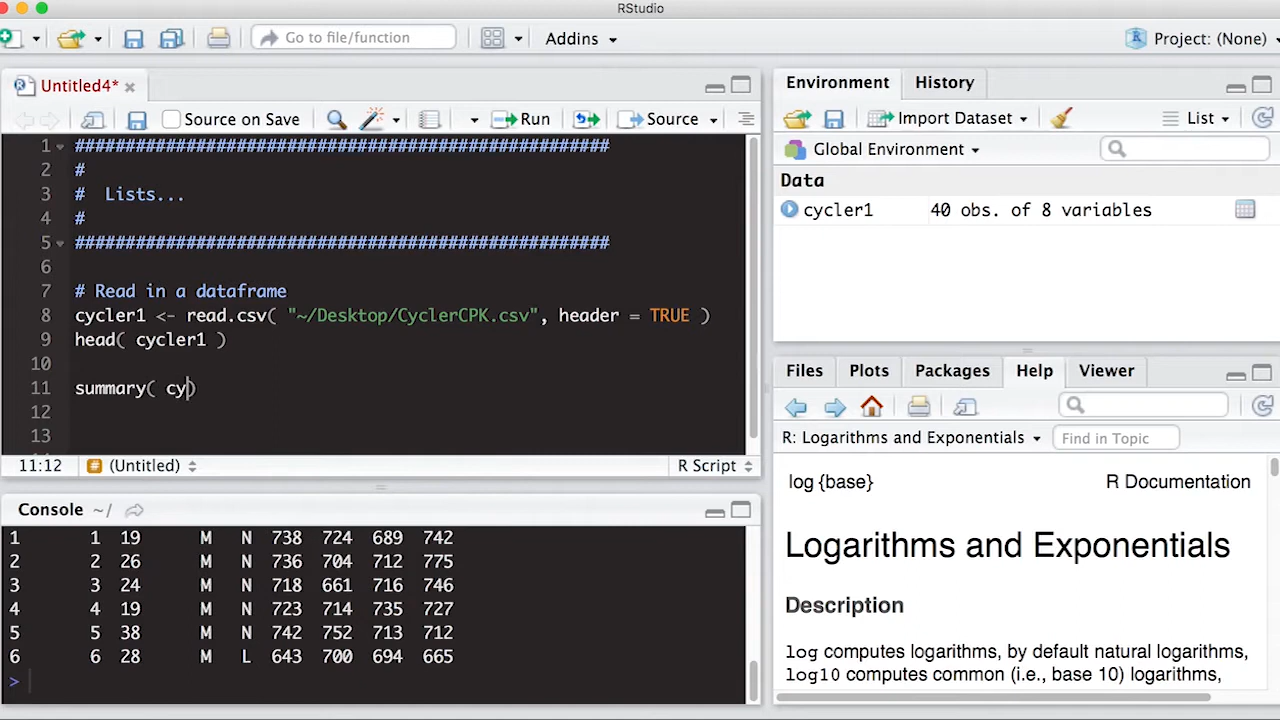 RStudio
Go to file/function
Addins
Project: (None)
Untitled4*
Source on Save
Run
Source
1 #####################################################
2 #
3 #  Lists...
4 #
5 #####################################################
6
7 # Read in a dataframe
8 cycler1 <- read.csv( "~/Desktop/CyclerCPK.csv", header = TRUE )
9 head( cycler1 )
10
11 summary( cy)
12
13
11:12
(Untitled)
R Script
Console ~/
1 1 19 M N 738 724 689 742
2 2 26 M N 736 704 712 775
3 3 24 M N 718 661 716 746
4 4 19 M N 723 714 735 727
5 5 38 M N 742 752 713 712
6 6 28 M L 643 700 694 665
>
Environment History
Import Dataset
List
Global Environment
Data
cycler1 40 obs. of 8 variables
Files Plots Packages Help Viewer
R: Logarithms and Exponentials
Find in Topic
log {base} R Documentation
Logarithms and Exponentials
Description
log computes logarithms, by default natural logarithms,
log10 computes common (i.e., base 10) logarithms,